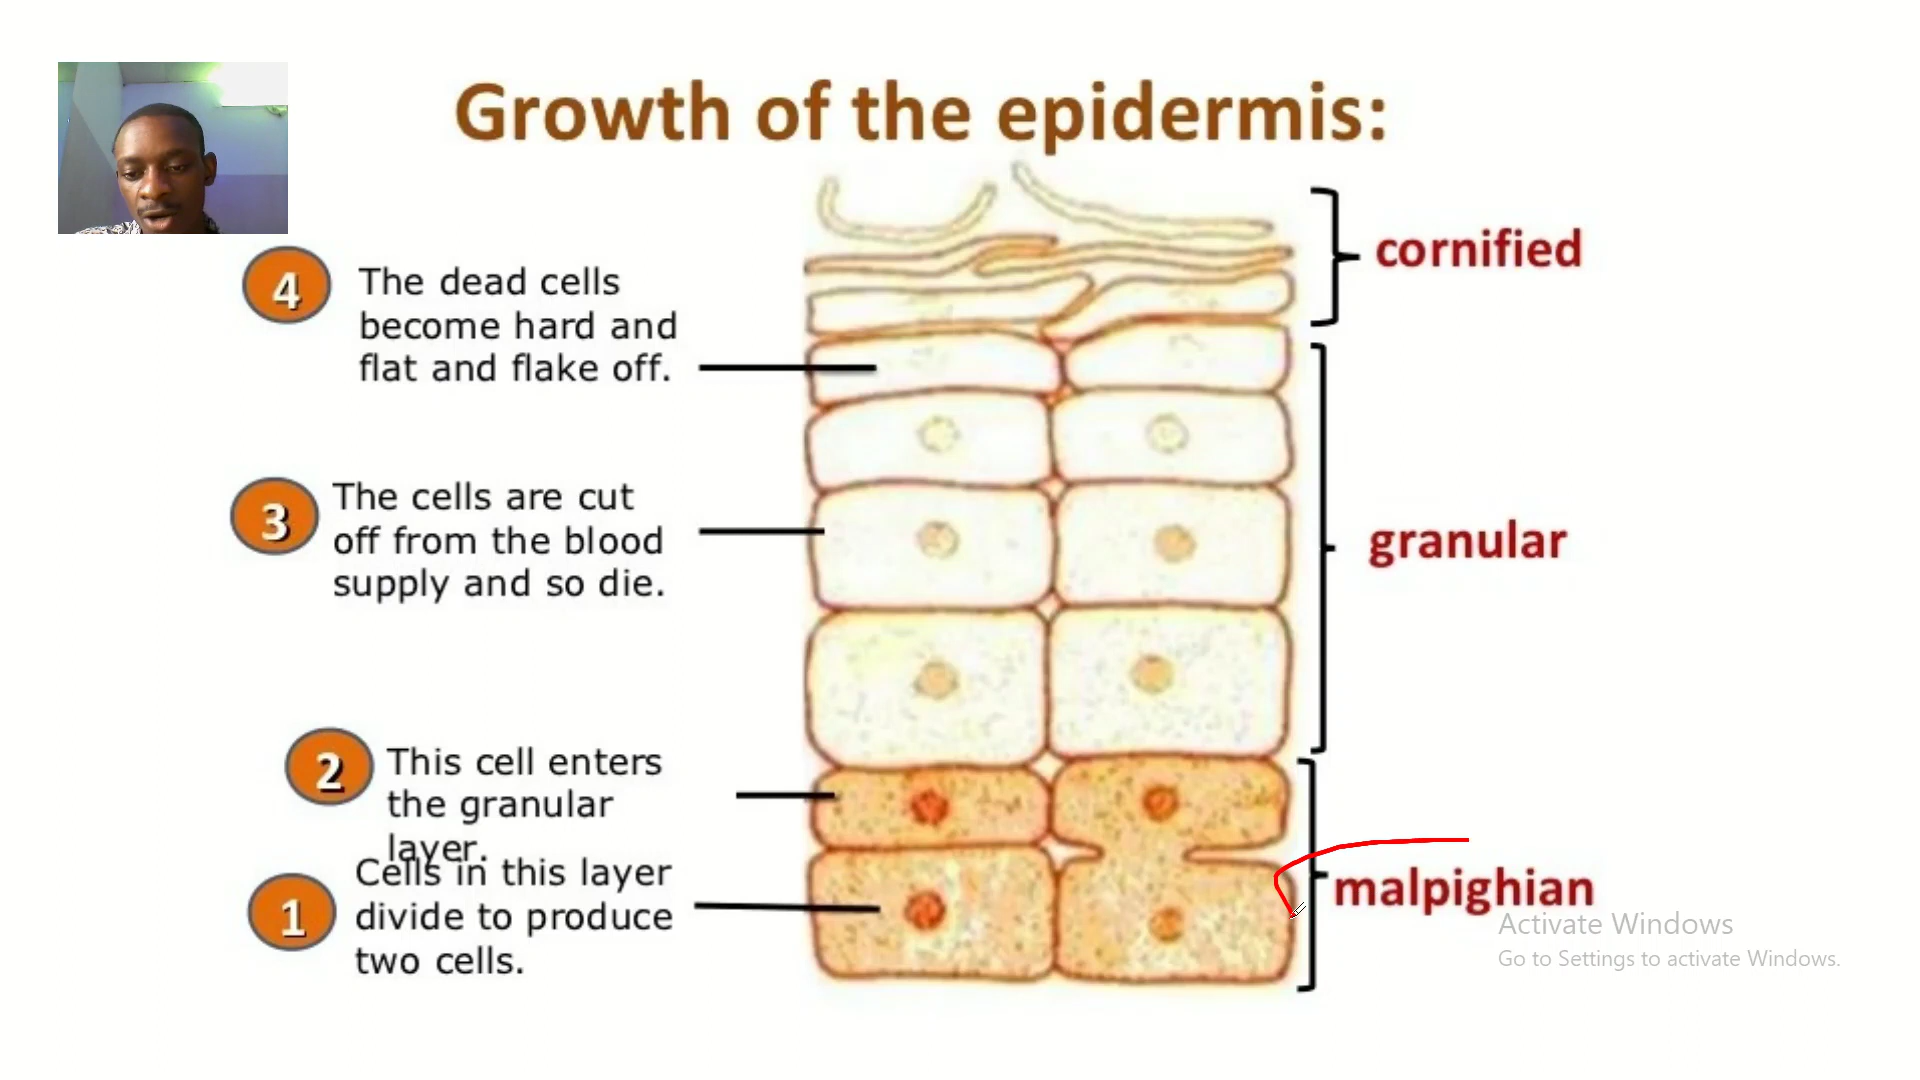 Growth of the epidermis:
cornified
4
The dead cells
become hard and
flat and flake off.
3
The cells are cut
off from the blood
supply and so die.
granular
2
This cell enters
the granular
layer.
1
Cells in this layer
divide to produce
two cells.
malpighian
Activate Windows
Go to Settings to activate Windows.